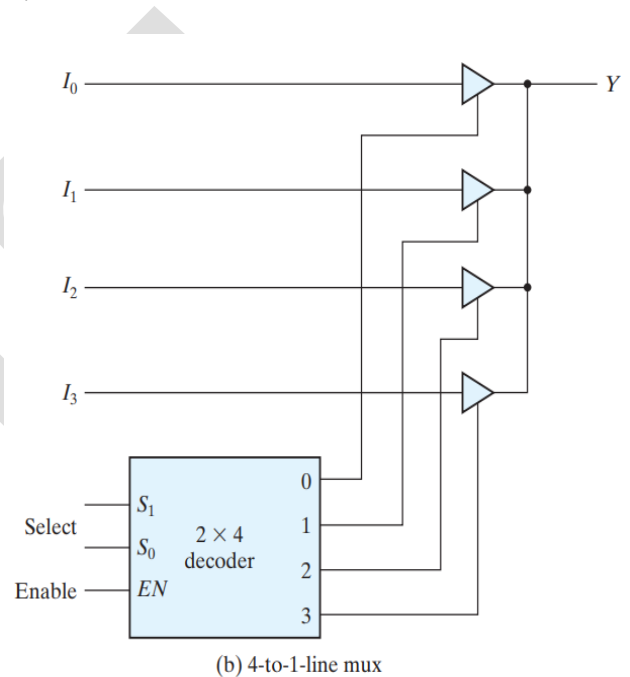 I₀
Y
I₁
I₂
I₃
0
S₁
Select
1
2 × 4
S₀
decoder
2
Enable
EN
3
(b) 4-to-1-line mux